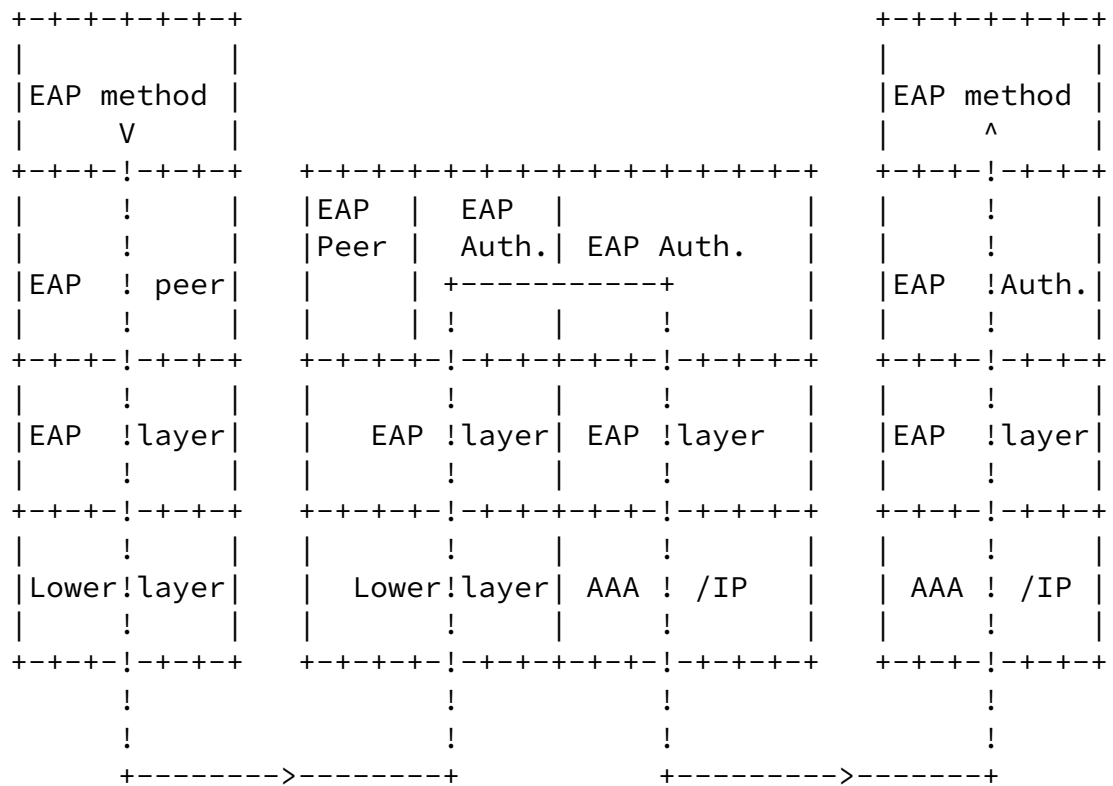 +-+-+-+-+-+                                     +-+-+-+-+-+
|         |                                     |         |
|EAP method |                                   |EAP method |
|     V     |                                   |     ^     |
+-+-+-!-+-+-+   +-+-+-+-+-+-+-+-+-+-+-+-+-+-+   +-+-+-!-+-+-+
|     !     |   |EAP  |  EAP  |             |   |     !     |
|     !     |   |Peer |  Auth.| EAP Auth.   |   |     !     |
|EAP  ! peer|   |     | +-----------+       |   |EAP  !Auth.|
|     !     |   |     | !     |     !       |   |     !     |
+-+-+-!-+-+-+   +-+-+-+-!-+-+-+-+-+-!-+-+-+-+   +-+-+-!-+-+-+
|     !     |   |       !     |     !       |   |     !     |
|EAP  !layer|   |   EAP !layer| EAP !layer  |   |EAP  !layer|
|     !     |   |       !     |     !       |   |     !     |
+-+-+-!-+-+-+   +-+-+-+-!-+-+-+-+-+-!-+-+-+-+   +-+-+-!-+-+-+
|     !     |   |       !     |     !       |   |     !     |
|Lower!layer|   |  Lower!layer| AAA ! /IP   |   | AAA ! /IP |
|     !     |   |       !     |     !       |   |     !     |
+-+-+-!-+-+-+   +-+-+-+-!-+-+-+-+-+-!-+-+-+-+   +-+-+-!-+-+-+
      !                 !           !                 !
      !                 !           !                 !
      +-------->--------+           +--------->-------+